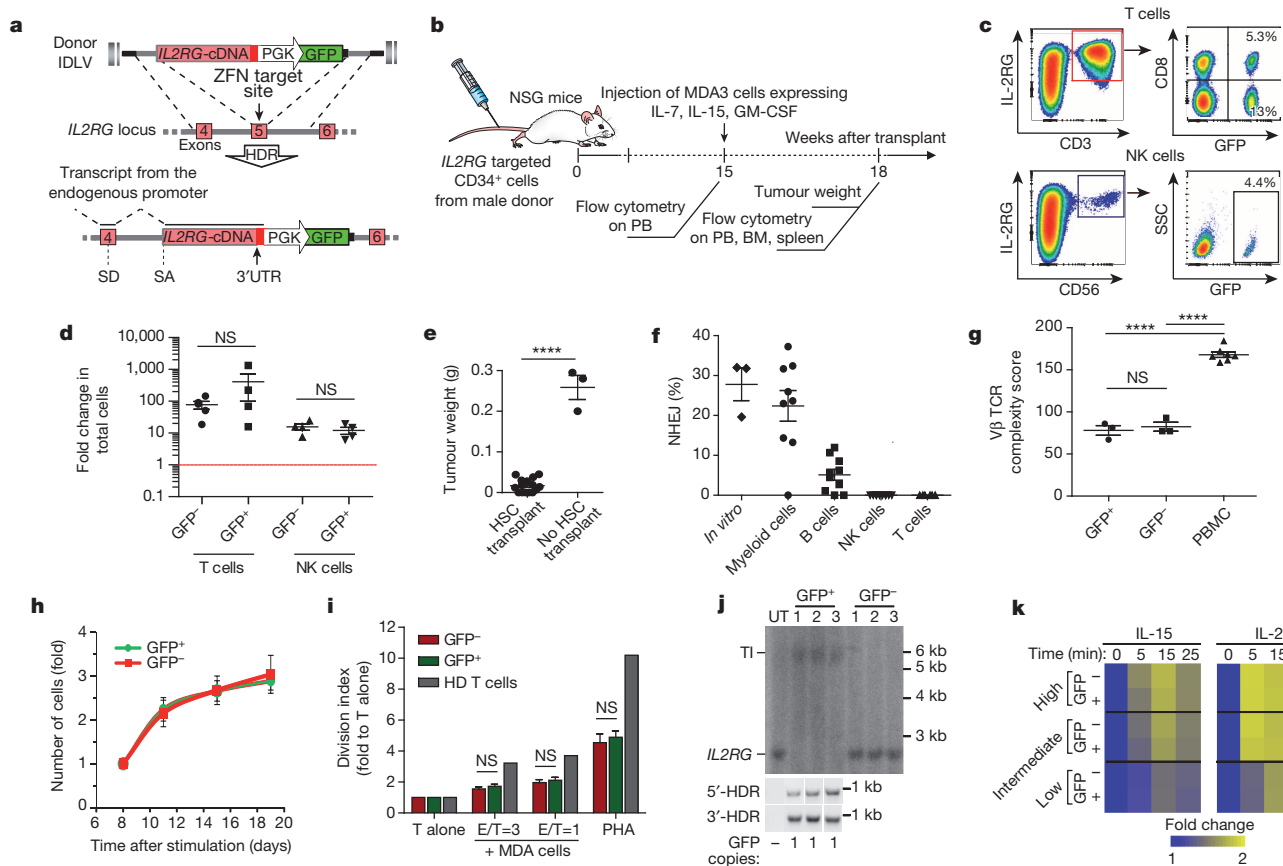 a
Donor
IDLV
IL2RG-cDNA
PGK
GFP
ZFN target
site
IL2RG locus
4
5
6
Exons
HDR
Transcript from the
endogenous promoter
4
IL2RG-cDNA
PGK
GFP
6
SD
SA
3′UTR
b
NSG mice
Injection of MDA3 cells expressing
IL-7, IL-15, GM-CSF
Weeks after transplant
IL2RG targeted
CD34+ cells
from male donor
0
15
18
Flow cytometry
on PB
Tumour weight
Flow cytometry
on PB, BM, spleen
c
T cells
IL-2RG
CD3
CD8
5.3%
13%
GFP
NK cells
IL-2RG
CD56
SSC
4.4%
GFP
d
Fold change in
total cells
10,000
1,000
100
10
1
0.1
NS
NS
GFP−
GFP+
GFP−
GFP+
T cells
NK cells
e
Tumour weight (g)
0.3
0.2
0.1
0
****
HSC
transplant
No HSC
transplant
f
NHEJ (%)
40
30
20
10
0
In vitro
Myeloid cells
B cells
NK cells
T cells
g
Vβ TCR
complexity score
200
150
100
50
0
****
****
NS
GFP+
GFP−
PBMC
h
Number of cells (fold)
4
3
2
1
0
GFP+
GFP−
6 8 10 12 14 16 18 20
Time after stimulation (days)
i
Division index
(fold to T alone)
12
10
8
6
4
2
0
GFP−
GFP+
HD T cells
NS
NS
NS
T alone
E/T=3
E/T=1
PHA
+ MDA cells
j
GFP+
GFP−
UT 1 2 3 1 2 3
TI
6 kb
5 kb
4 kb
3 kb
IL2RG
5′-HDR
1 kb
3′-HDR
1 kb
GFP
copies:
− 1 1 1
k
IL-15
IL-2
Time (min): 0 5 15 25
0 5 15
High
GFP
−
+
Intermediate
GFP
−
+
Low
GFP
−
+
Fold change
1
2